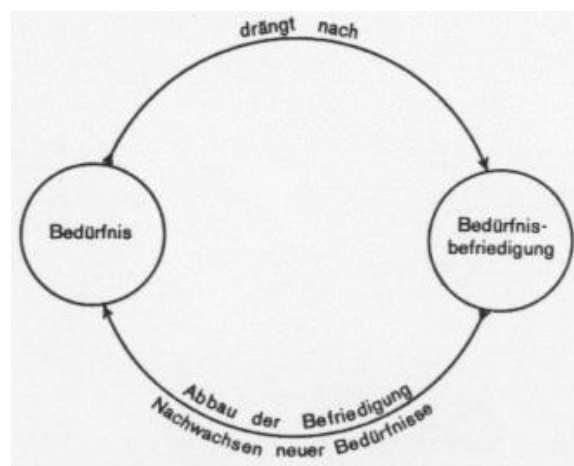 drängt nach
Bedürfnis
Bedürfnis-
befriedigung
Abbau der Befriedigung
Nachwachsen neuer Bedürfnisse